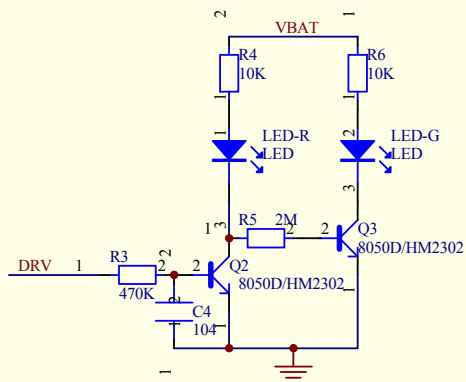 2
VBAT
1
R4
10K
R6
10K
1
1
1
LED-R
LED
2
LED-G
LED
3
1
3
R5
2M
2
2
Q3
8050D/HM2302
DRV
1
R3
470K
2
2
2
Q2
8050D/HM2302
2
C4
104
1
1
1
1